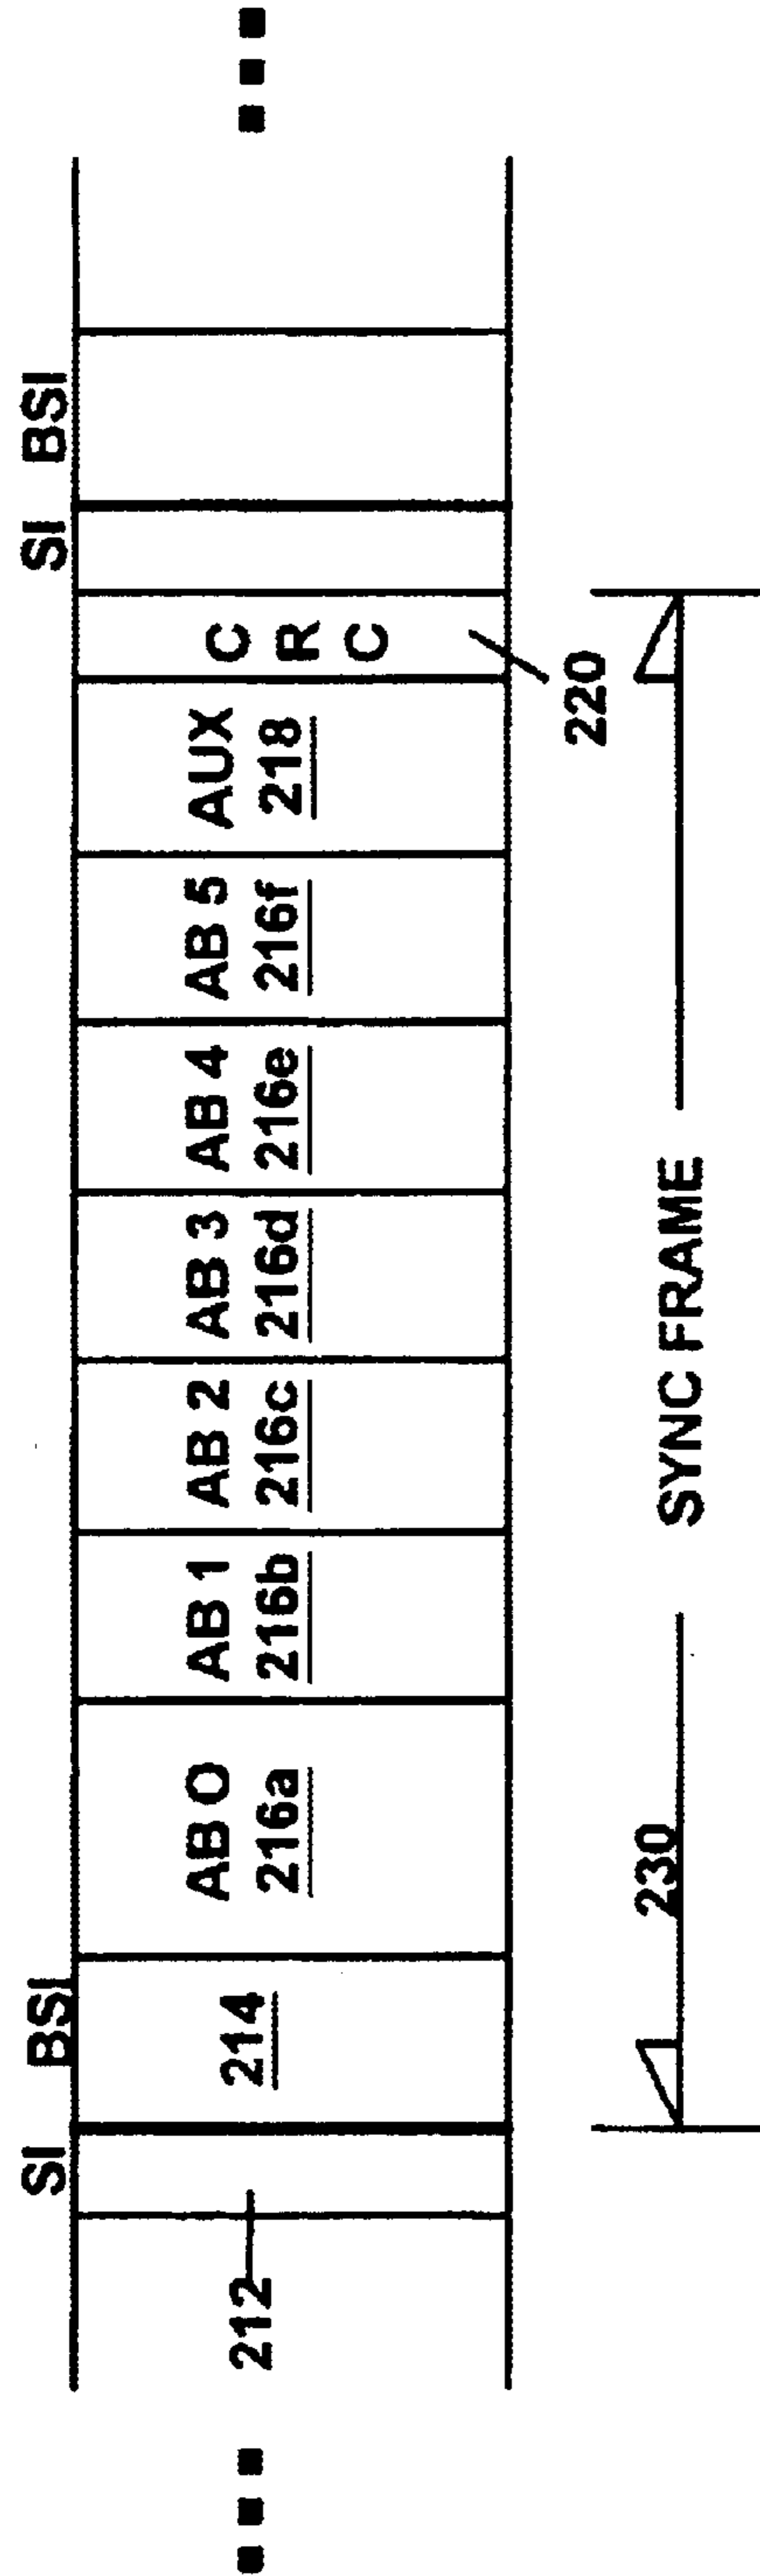 SI BSI SI BSI
212
214
AB O
216a
AB 1
216b
AB 2
216c
AB 3
216d
AB 4
216e
AB 5
216f
AUX
218
C
R
C
220
230
SYNC FRAME